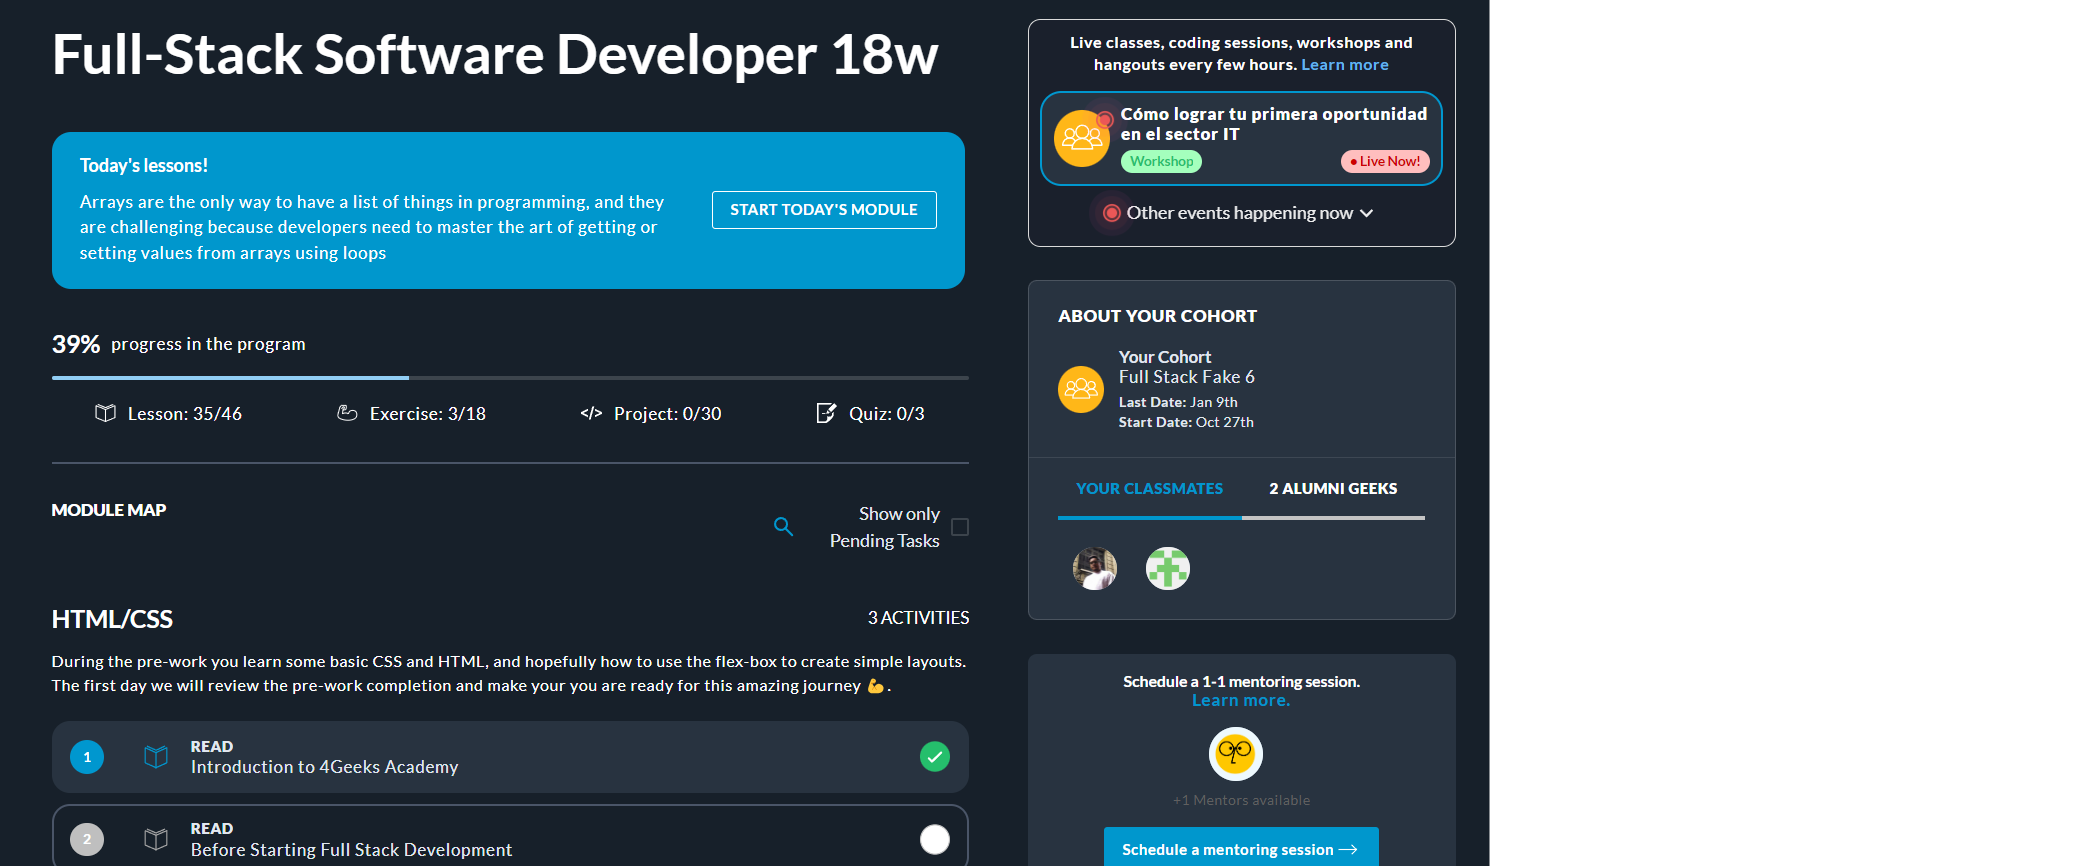 Full-Stack Software Developer 18w
Today's lessons!
Arrays are the only way to have a list of things in programming, and they
are challenging because developers need to master the art of getting or
setting values from arrays using loops
START TODAY'S MODULE
39% progress in the program
Lesson: 35/46
Exercise: 3/18
Project: 0/30
Quiz: 0/3
MODULE MAP
Show only
Pending Tasks
HTML/CSS
3 ACTIVITIES
During the pre-work you learn some basic CSS and HTML, and hopefully how to use the flex-box to create simple layouts.
The first day we will review the pre-work completion and make your you are ready for this amazing journey 💪.
1
READ
Introduction to 4Geeks Academy
2
READ
Before Starting Full Stack Development
Live classes, coding sessions, workshops and
hangouts every few hours. Learn more
Cómo lograr tu primera oportunidad
en el sector IT
Workshop
• Live Now!
Other events happening now
ABOUT YOUR COHORT
Your Cohort
Full Stack Fake 6
Last Date: Jan 9th
Start Date: Oct 27th
YOUR CLASSMATES
2 ALUMNI GEEKS
Schedule a 1-1 mentoring session.
Learn more.
+1 Mentors available
Schedule a mentoring session →